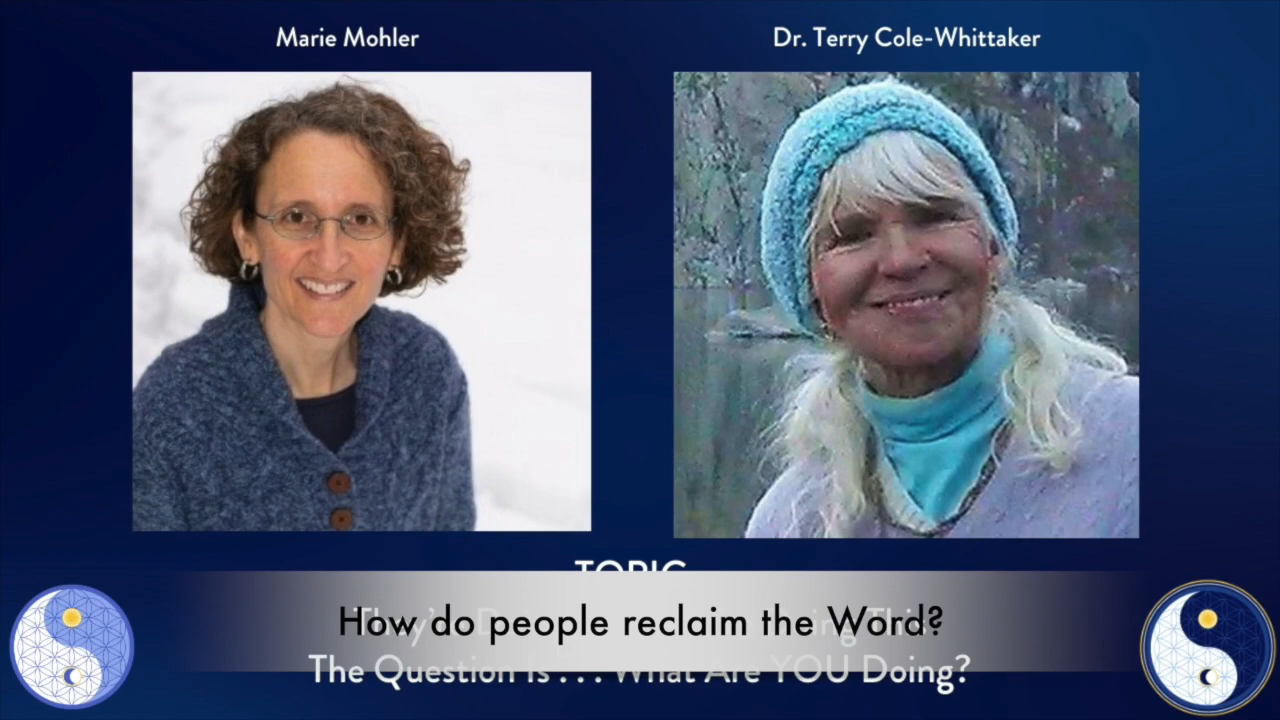 Marie Mohler
Dr. Terry Cole-Whittaker
TOPIC
How do people reclaim the Word?
The Question Is . . . What Are YOU Doing?